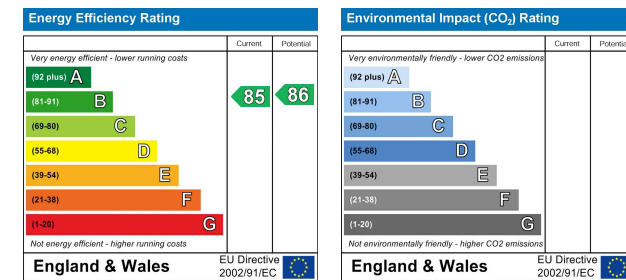 Energy Efficiency Rating
Current Potential
Very energy efficient - lower running costs
(92 plus) A
(81-91) B
85 86
(69-80) C
(55-68) D
(39-54) E
(21-38) F
(1-20) G
Not energy efficient - higher running costs
England & Wales
EU Directive
2002/91/EC
Environmental Impact (CO₂) Rating
Current Potential
Very environmentally friendly - lower CO2 emissions
(92 plus) A
(81-91) B
(69-80) C
(55-68) D
(39-54) E
(21-38) F
(1-20) G
Not environmentally friendly - higher CO2 emissions
England & Wales
EU Directive
2002/91/EC